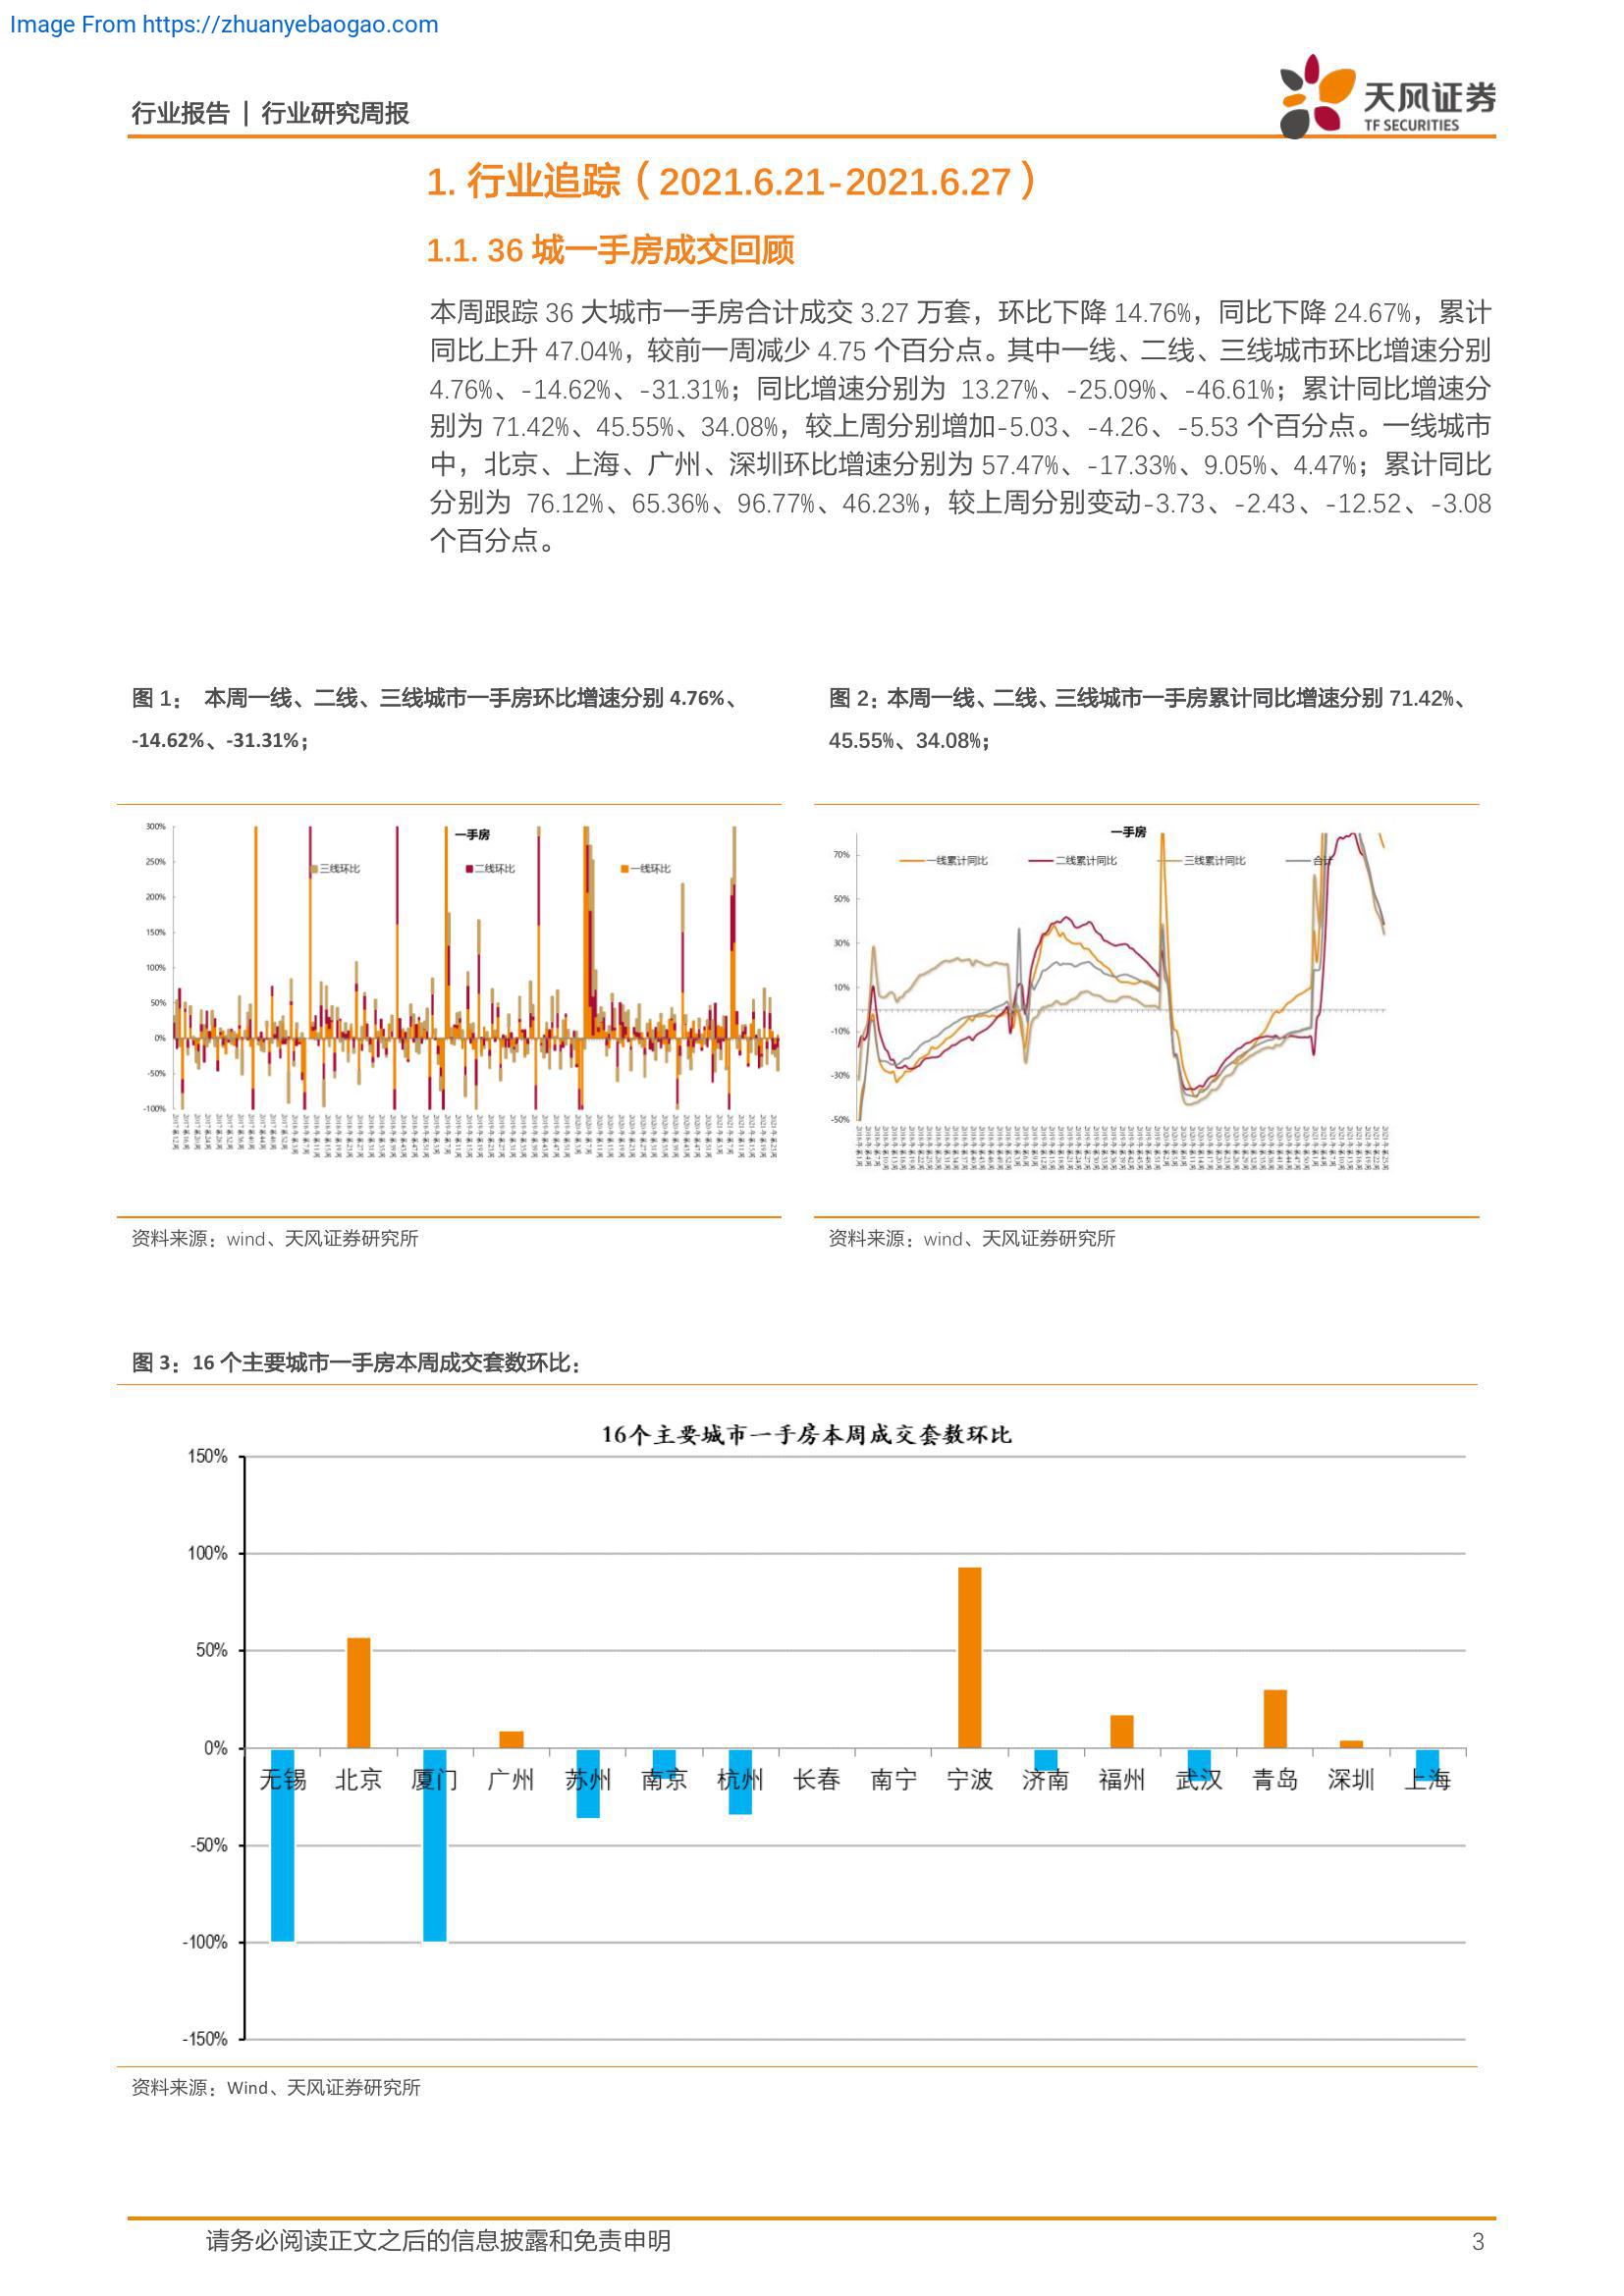 Image From https://zhuanyebaogao.com
行业报告 | 行业研究周报
天风证券
TF SECURITIES
1. 行业追踪（2021.6.21-2021.6.27）
1.1. 36 城一手房成交回顾
本周跟踪 36 大城市一手房合计成交 3.27 万套，环比下降 14.76%，同比下降 24.67%，累计
同比上升 47.04%，较前一周减少 4.75 个百分点。其中一线、二线、三线城市环比增速分别
4.76%、-14.62%、-31.31%；同比增速分别为 13.27%、-25.09%、-46.61%；累计同比增速分
别为 71.42%、45.55%、34.08%，较上周分别增加-5.03、-4.26、-5.53 个百分点。一线城市
中，北京、上海、广州、深圳环比增速分别为 57.47%、-17.33%、9.05%、4.47%；累计同比
分别为 76.12%、65.36%、96.77%、46.23%，较上周分别变动-3.73、-2.43、-12.52、-3.08
个百分点。
图 1： 本周一线、二线、三线城市一手房环比增速分别 4.76%、
-14.62%、-31.31%；
图 2：本周一线、二线、三线城市一手房累计同比增速分别 71.42%、
45.55%、34.08%；
一手房
三线环比 二线环比 一线环比
300%
250%
200%
150%
100%
50%
0%
-50%
-100%
一手房
一线累计同比 二线累计同比 三线累计同比 合计
70%
50%
30%
10%
-10%
-30%
-50%
资料来源：wind、天风证券研究所
资料来源：wind、天风证券研究所
图 3：16 个主要城市一手房本周成交套数环比：
16个主要城市一手房本周成交套数环比
150%
100%
50%
0%
-50%
-100%
-150%
无锡 北京 厦门 广州 苏州 南京 杭州 长春 南宁 宁波 济南 福州 武汉 青岛 深圳 上海
资料来源：Wind、天风证券研究所
请务必阅读正文之后的信息披露和免责申明
3